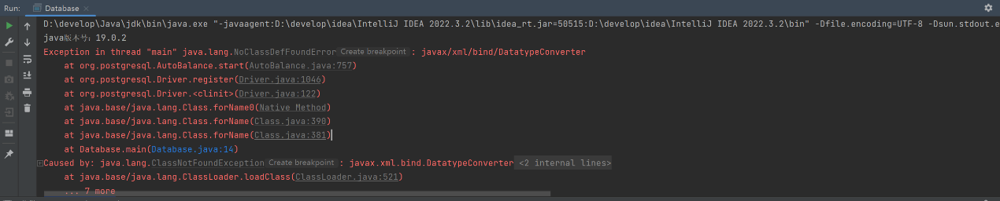 Run: Database
D:\develop\Java\jdk\bin\java.exe "-javaagent:D:\develop\idea\IntelliJ IDEA 2022.3.2\lib\idea_rt.jar=50515:D:\develop\idea\IntelliJ IDEA 2022.3.2\bin" -Dfile.encoding=UTF-8 -Dsun.stdout.e
java版本号：19.0.2
Exception in thread "main" java.lang.NoClassDefFoundError Create breakpoint : javax/xml/bind/DatatypeConverter
at org.postgresql.AutoBalance.start(AutoBalance.java:757)
at org.postgresql.Driver.register(Driver.java:1046)
at org.postgresql.Driver.<clinit>(Driver.java:122)
at java.base/java.lang.Class.forName0(Native Method)
at java.base/java.lang.Class.forName(Class.java:390)
at java.base/java.lang.Class.forName(Class.java:381)
at Database.main(Database.java:14)
Caused by: java.lang.ClassNotFoundException Create breakpoint : javax.xml.bind.DatatypeConverter <2 internal lines>
at java.base/java.lang.ClassLoader.loadClass(ClassLoader.java:521)
... 7 more